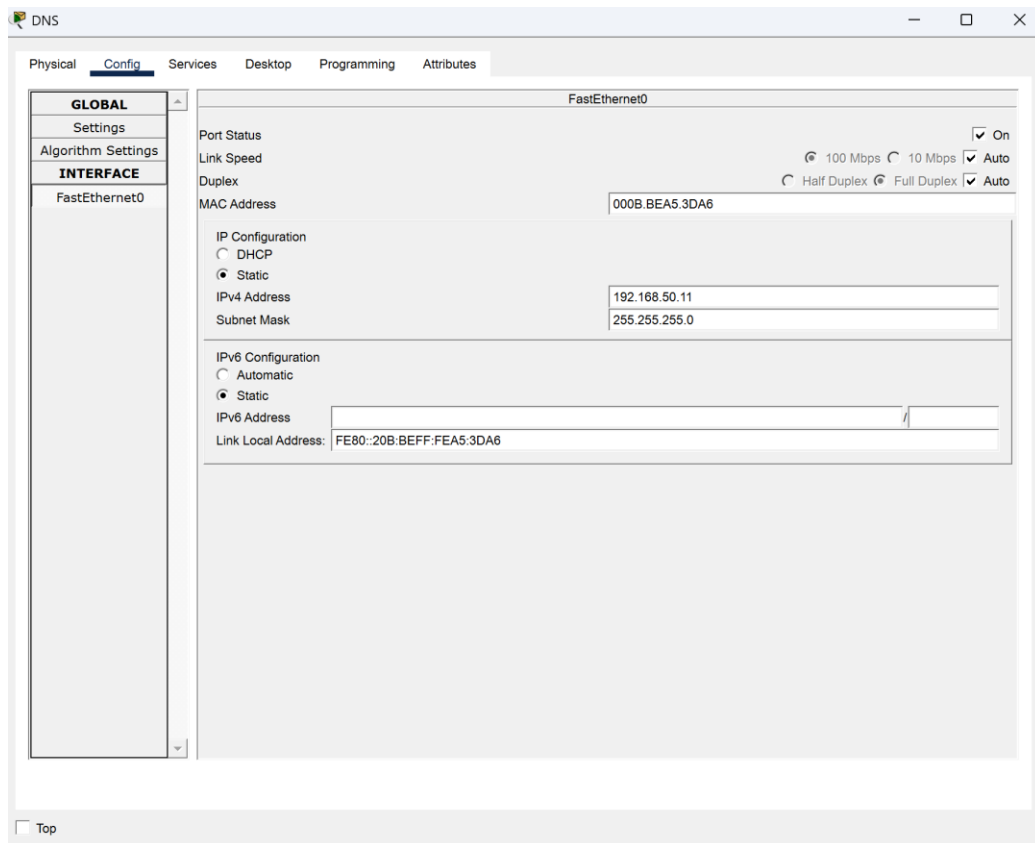 DNS
Physical Config Services Desktop Programming Attributes
GLOBAL
Settings
Algorithm Settings
INTERFACE
FastEthernet0
FastEthernet0
Port Status On
Link Speed 100 Mbps 10 Mbps Auto
Duplex Half Duplex Full Duplex Auto
MAC Address 000B.BEA5.3DA6
IP Configuration
DHCP
Static
IPv4 Address 192.168.50.11
Subnet Mask 255.255.255.0
IPv6 Configuration
Automatic
Static
IPv6 Address /
Link Local Address: FE80::20B:BEFF:FEA5:3DA6
Top